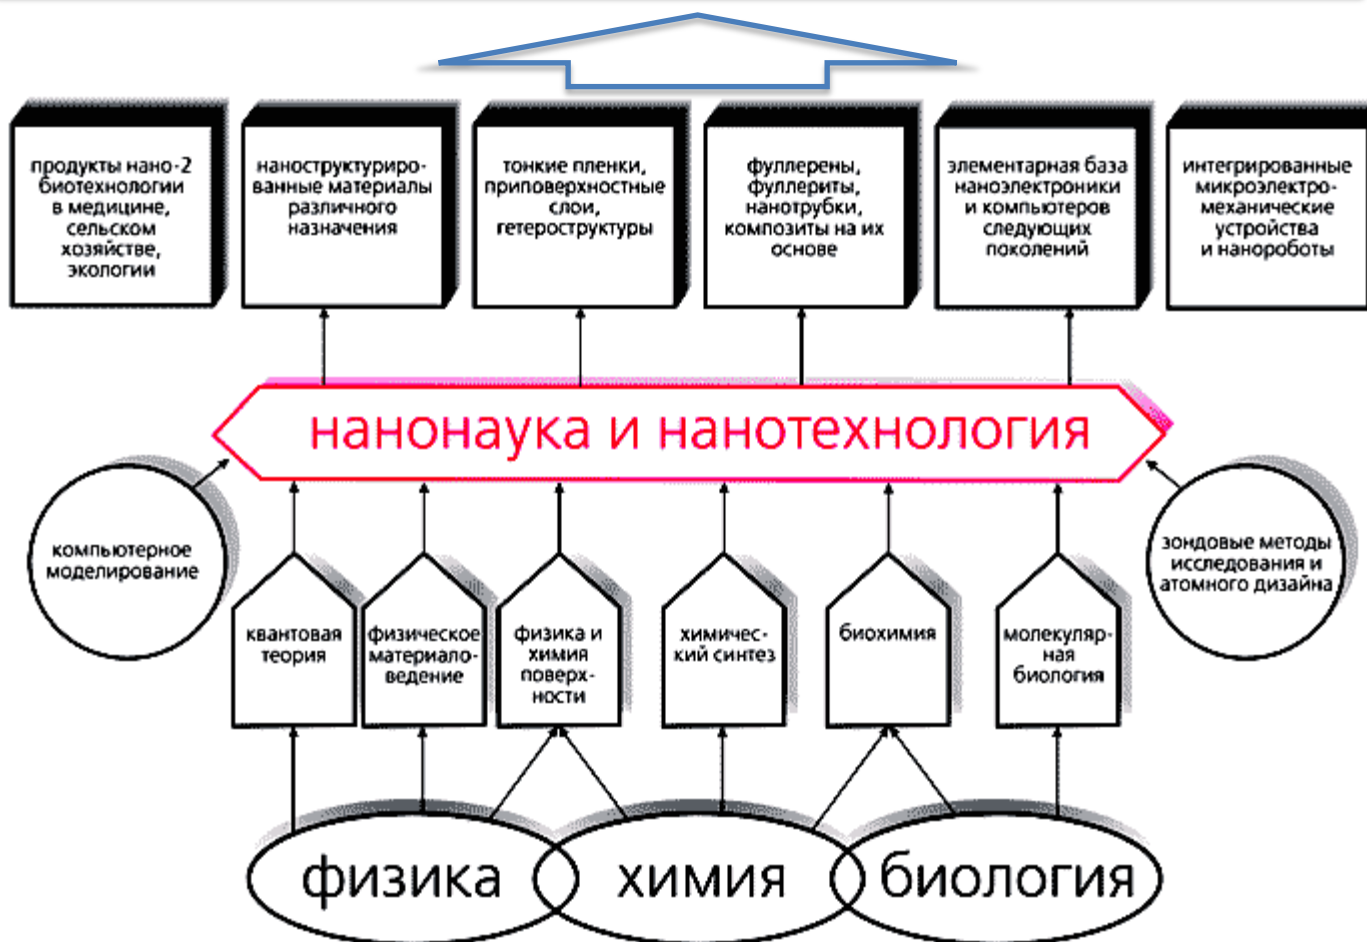 продукты нано-2
биотехнологии
в медицине,
сельском
хозяйстве,
экологии
наноструктуриро-
ванные материалы
различного
назначения
тонкие пленки,
приповерхностные
слои,
гетероструктуры
фуллерены,
фуллериты,
нанотрубки,
композиты на их
основе
элементарная база
наноэлектроники
и компьютеров
следующих
поколений
интегрированные
микроэлектро-
механические
устройства
и нанороботы
нанонаука и нанотехнология
компьютерное
моделирование
зондовые методы
исследования и
атомного дизайна
квантовая
теория
физическое
материало-
ведение
физика и
химия
поверх-
ности
химичес-
кий синтез
биохимия
молекуляр-
ная
биология
физика
химия
биология